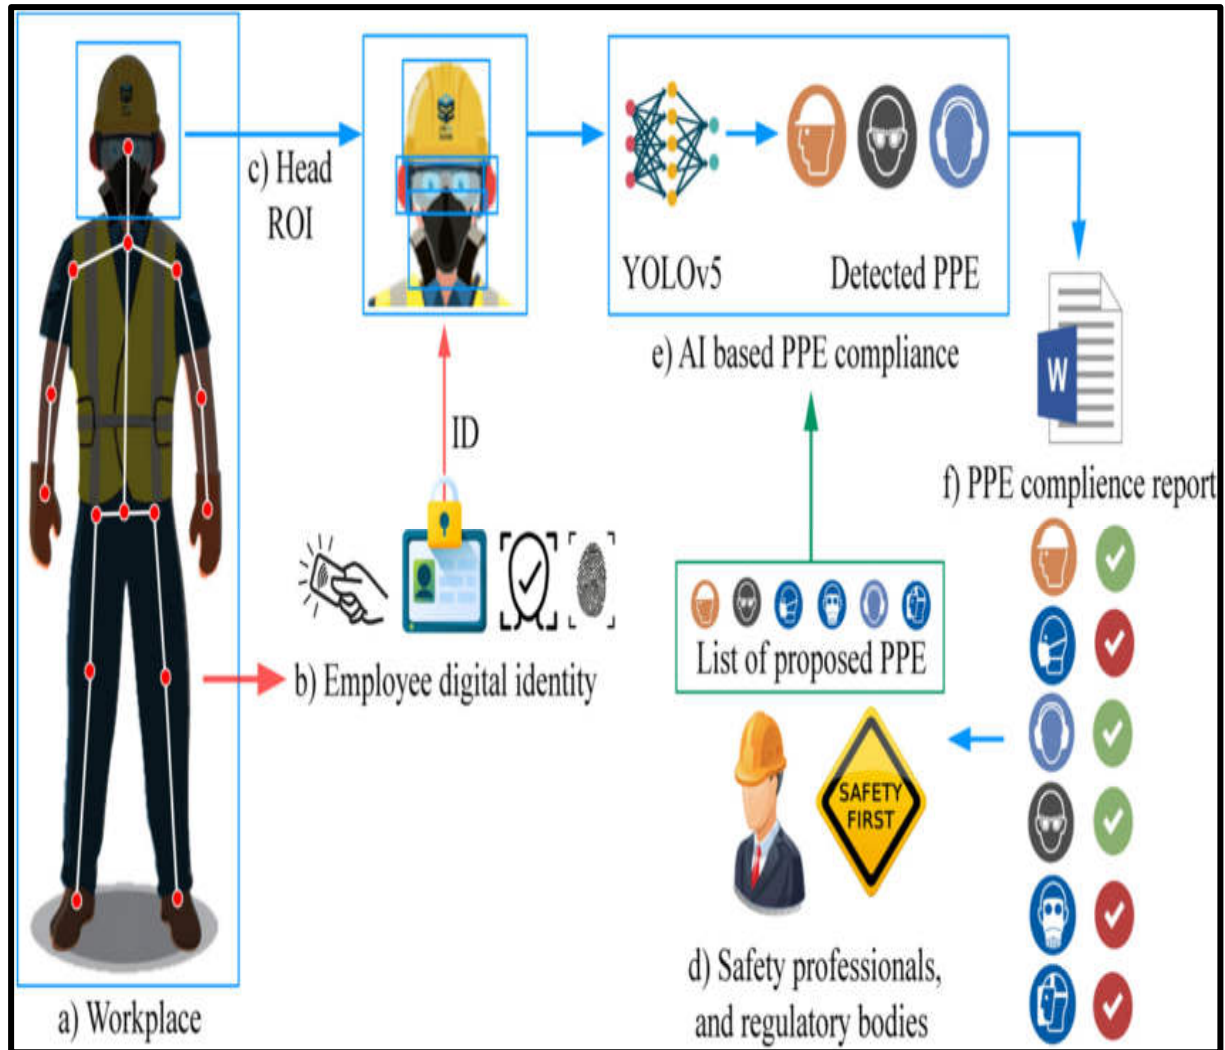 c) Head
ROI
YOLOv5
Detected PPE
e) AI based PPE compliance
W
ID
f) PPE complience report
b) Employee digital identity
List of proposed PPE
SAFETY
FIRST
d) Safety professionals,
and regulatory bodies
a) Workplace